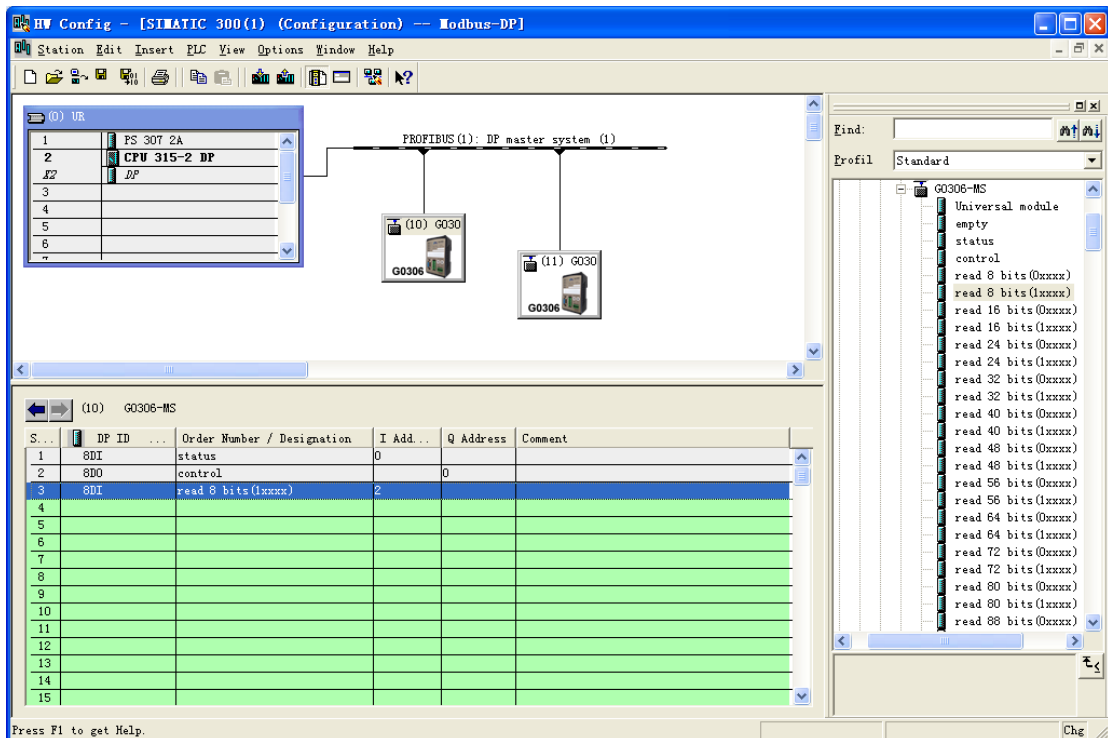 HW Config - [SIMATIC 300(1) (Configuration) -- Modbus-DP]
Station Edit Insert PLC View Options Window Help
(0) UR
1 PS 307 2A
2 CPU 315-2 DP
X2 DP
3
4
5
6
7
PROFIBUS(1): DP master system (1)
(10) G030
G0306
(11) G030
G0306
Find:
Profil Standard
G0306-MS
Universal module
empty
status
control
read 8 bits(0xxxx)
read 8 bits(1xxxx)
read 16 bits(0xxxx)
read 16 bits(1xxxx)
read 24 bits(0xxxx)
read 24 bits(1xxxx)
read 32 bits(0xxxx)
read 32 bits(1xxxx)
read 40 bits(0xxxx)
read 40 bits(1xxxx)
read 48 bits(0xxxx)
read 48 bits(1xxxx)
read 56 bits(0xxxx)
read 56 bits(1xxxx)
read 64 bits(0xxxx)
read 64 bits(1xxxx)
read 72 bits(0xxxx)
read 72 bits(1xxxx)
read 80 bits(0xxxx)
read 80 bits(1xxxx)
read 88 bits(0xxxx)
(10) G0306-MS
S... DP ID ... Order Number / Designation I Add... Q Address Comment
1 8DI status 0
2 8DO control 0
3 8DI read 8 bits(1xxxx) 2
4
5
6
7
8
9
10
11
12
13
14
15
Press F1 to get Help.
Chg